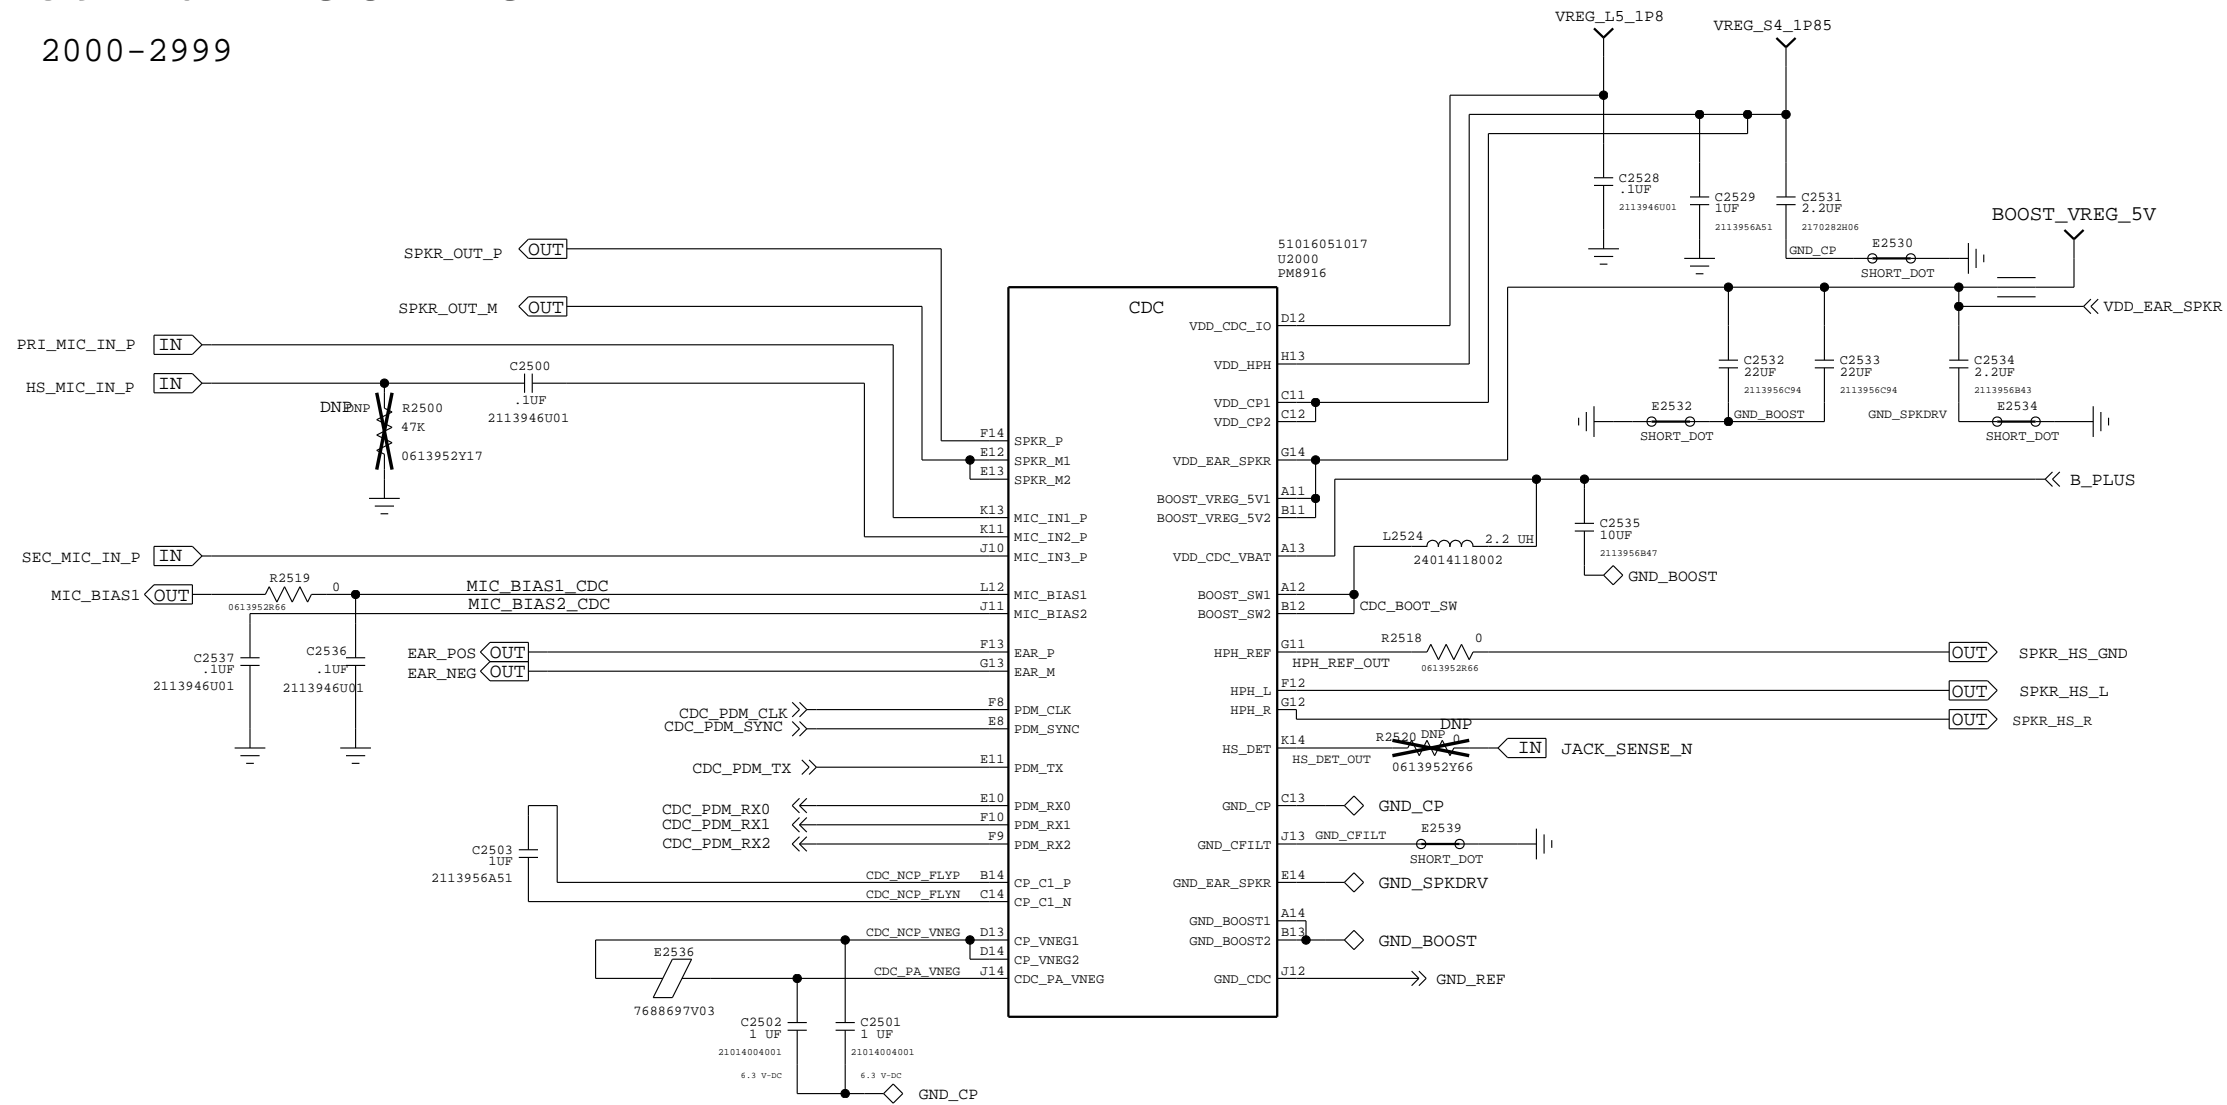 2000-2999
VREG_L5_1P8
VREG_S4_1P85
C2528
.1UF
2113946U01
C2529
1UF
2113956A51
C2531
2.2UF
2170282H06
GND_CP
E2530
SHORT_DOT
BOOST_VREG_5V
VDD_EAR_SPKR
C2532
22UF
2113956C94
C2533
22UF
2113956C94
C2534
2.2UF
2113956B43
E2532
SHORT_DOT
GND_BOOST
GND_SPKDRV
E2534
SHORT_DOT
B_PLUS
C2535
10UF
2113956B47
GND_BOOST
L2524
2.2 UH
24014118002
CDC_BOOT_SW
51016051017
U2000
PM8916
CDC
SPKR_OUT_P
OUT
SPKR_OUT_M
OUT
PRI_MIC_IN_P
IN
HS_MIC_IN_P
IN
C2500
.1UF
2113946U01
DNP
DNP
R2500
47K
0613952Y17
SEC_MIC_IN_P
IN
MIC_BIAS1
OUT
R2519
0
0613952R66
MIC_BIAS1_CDC
MIC_BIAS2_CDC
C2537
.1UF
2113946U01
C2536
.1UF
2113946U01
EAR_POS
OUT
EAR_NEG
OUT
CDC_PDM_CLK
CDC_PDM_SYNC
CDC_PDM_TX
CDC_PDM_RX0
CDC_PDM_RX1
CDC_PDM_RX2
C2503
1UF
2113956A51
CDC_NCP_FLYP
CDC_NCP_FLYN
CDC_NCP_VNEG
CDC_PA_VNEG
E2536
7688697V03
C2502
1 UF
21014004001
6.3 V-DC
C2501
1 UF
21014004001
6.3 V-DC
GND_CP
F14 SPKR_P
E12 SPKR_M1
E13 SPKR_M2
K13 MIC_IN1_P
K11 MIC_IN2_P
J10 MIC_IN3_P
L12 MIC_BIAS1
J11 MIC_BIAS2
F13 EAR_P
G13 EAR_M
F8 PDM_CLK
E8 PDM_SYNC
E11 PDM_TX
E10 PDM_RX0
F10 PDM_RX1
F9 PDM_RX2
B14 CP_C1_P
C14 CP_C1_N
D13 CP_VNEG1
D14 CP_VNEG2
J14 CDC_PA_VNEG
VDD_CDC_IO D12
VDD_HPH H13
VDD_CP1 C11
VDD_CP2 C12
VDD_EAR_SPKR G14
BOOST_VREG_5V1 A11
BOOST_VREG_5V2 B11
VDD_CDC_VBAT A13
BOOST_SW1 A12
BOOST_SW2 B12
HPH_REF G11
HPH_L F12
HPH_R G12
HS_DET K14
GND_CP C13
GND_CFILT J13
GND_EAR_SPKR E14
GND_BOOST1 A14
GND_BOOST2 B13
GND_CDC J12
HPH_REF_OUT
R2518
0
0613952R66
OUT
SPKR_HS_GND
OUT
SPKR_HS_L
OUT
SPKR_HS_R
DNP
R2520
DNP
0
HS_DET_OUT
0613952Y66
IN
JACK_SENSE_N
GND_CP
GND_CFILT
E2539
SHORT_DOT
GND_SPKDRV
GND_BOOST
GND_REF